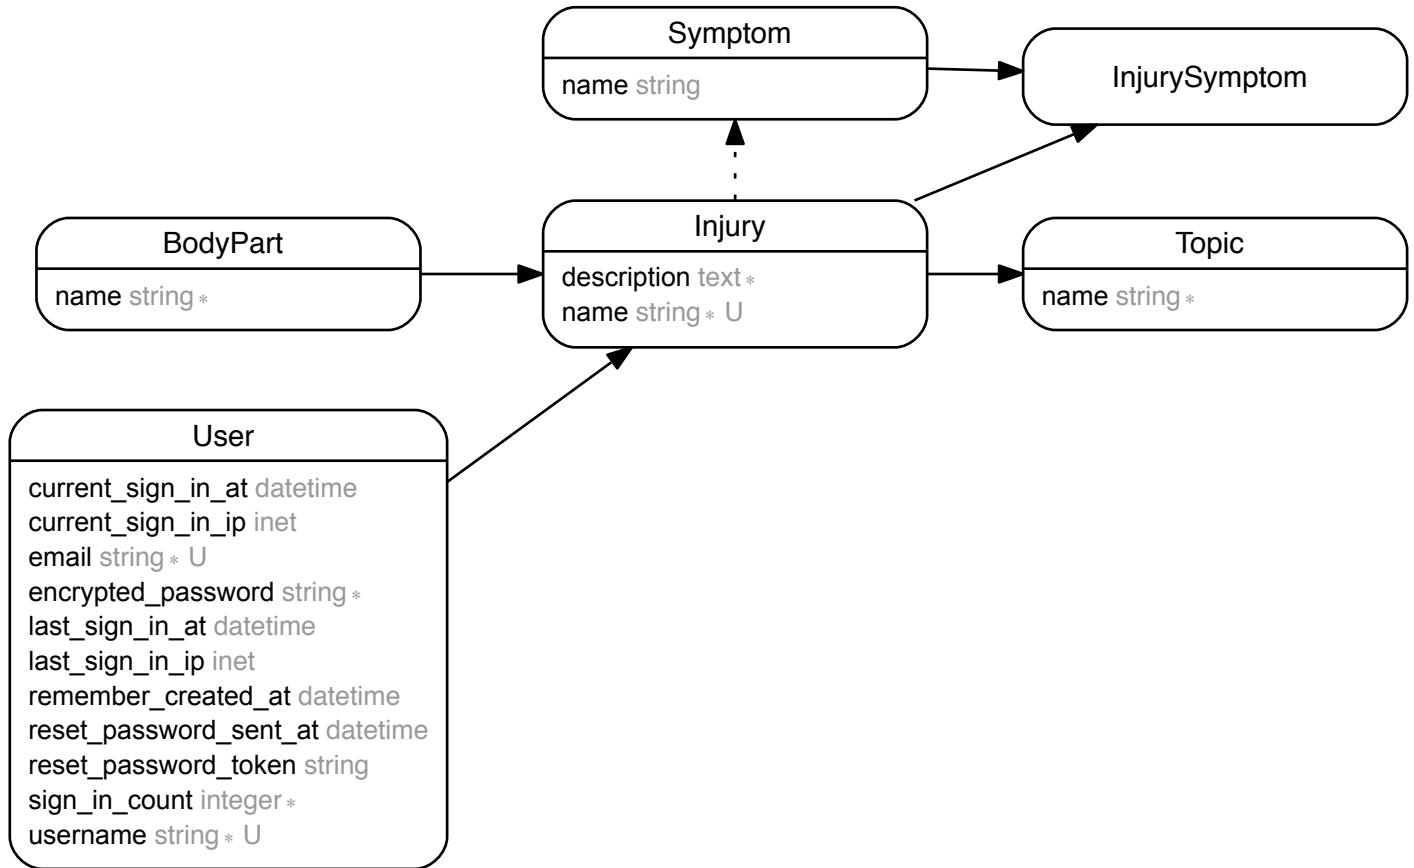 Symptom
name string
InjurySymptom
BodyPart
name string *
Injury
description text *
name string * U
Topic
name string *
User
current_sign_in_at datetime
current_sign_in_ip inet
email string * U
encrypted_password string *
last_sign_in_at datetime
last_sign_in_ip inet
remember_created_at datetime
reset_password_sent_at datetime
reset_password_token string
sign_in_count integer *
username string * U